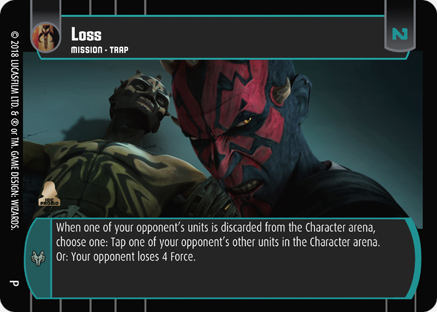 Loss
MISSION - TRAP
2
© 2018 LUCASFILM LTD. & ® or TM. GAME DESIGN: WIZARDS.
When one of your opponent's units is discarded from the Character arena,
choose one: Tap one of your opponent's other units in the Character arena.
Or: Your opponent loses 4 Force.
P